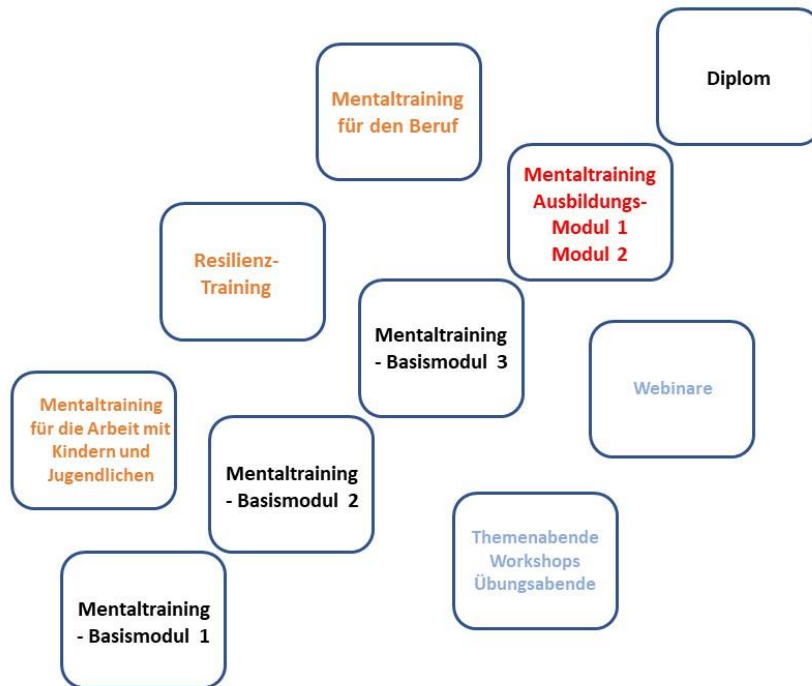 Diplom
Mentaltraining
für den Beruf
Mentaltraining
Ausbildungs-
Modul 1
Modul 2
Resilienz-
Training
Mentaltraining
- Basismodul 3
Webinare
Mentaltraining
für die Arbeit mit
Kindern und
Jugendlichen
Mentaltraining
- Basismodul 2
Themenabende
Workshops
Übungsabende
Mentaltraining
- Basismodul 1